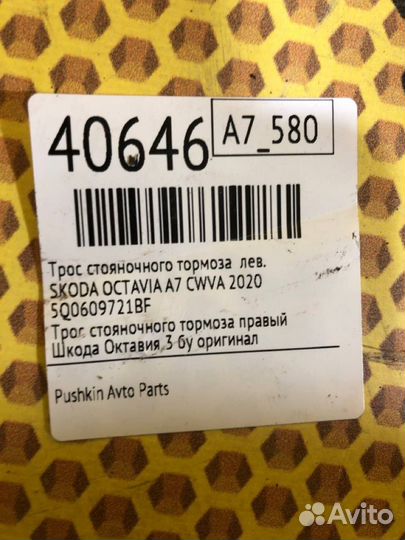 40646
A7_580
Трос стояночного тормоза лев.
SKODA OCTAVIA A7 CWVA 2020
5Q0609721BF
Трос стояночного тормоза правый
Шкода Октавия 3 бу оригинал
Pushkin Avto Parts
Avito